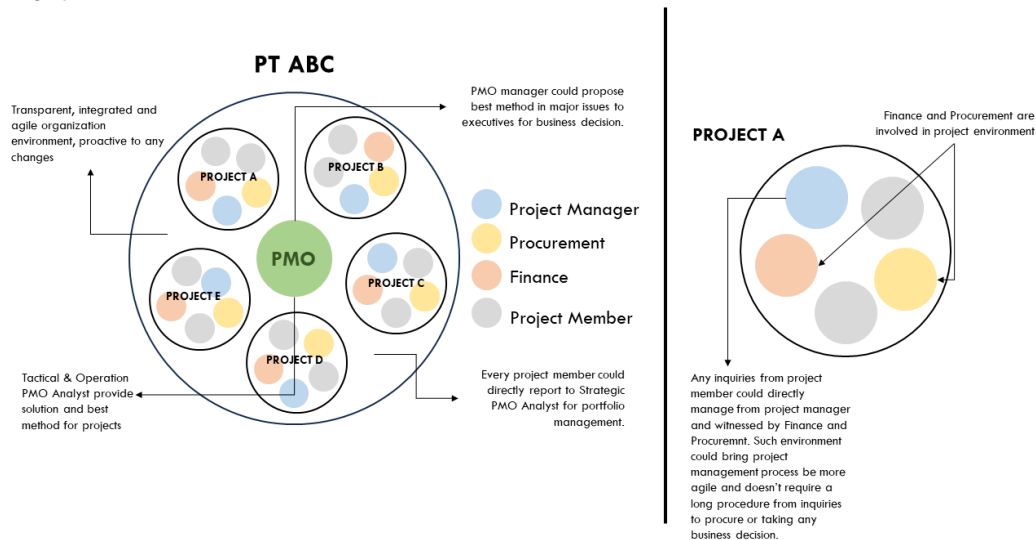 PT ABC
Transparent, integrated and
agile organization
environment, proactive to any
changes
PMO manager could propose
best method in major issues to
executives for business decision.
PROJECT A
PROJECT B
PMO
PROJECT C
PROJECT E
PROJECT D
Project Manager
Procurement
Finance
Project Member
Tactical & Operation
PMO Analyst provide
solution and best
method for projects
Every project member could
directly report to Strategic
PMO Analyst for portfolio
management.
PROJECT A
Finance and Procurement are
involved in project environment
Any inquiries from project
member could directly
manage from project manager
and witnessed by Finance and
Procuremnt. Such environment
could bring project
management process be more
agile and doesn't require a
long procedure from inquiries
to procure or taking any
business decision.